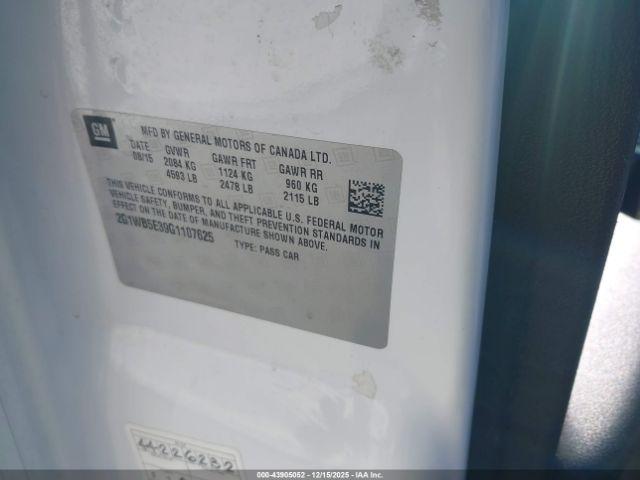 GM
MFD BY GENERAL MOTORS OF CANADA LTD.
DATE GVWR GAWR FRT GAWR RR
08/15 2084 KG 1124 KG 960 KG
4593 LB 2478 LB 2115 LB
THIS VEHICLE CONFORMS TO ALL APPLICABLE U.S. FEDERAL MOTOR
VEHICLE SAFETY, BUMPER, AND THEFT PREVENTION STANDARDS IN
EFFECT ON THE DATE OF MANUFACTURE SHOWN ABOVE.
2G1WB5E39G1107625 TYPE: PASS CAR
44226232
000-43905052 | 12/15/2025 - IAAI.COM